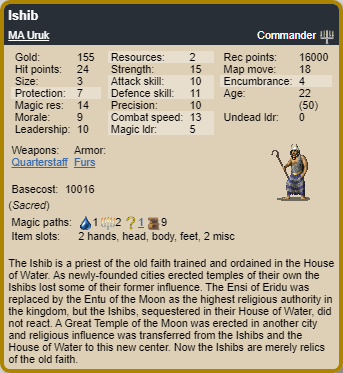 Ishib
MA Uruk Commander
Gold: 155 Resources: 2 Rec points: 16000
Hit points: 24 Strength: 15 Map move: 18
Size: 3 Attack skill: 10 Encumbrance: 4
Protection: 7 Defence skill: 11 Age: 22
Magic res: 14 Precision: 10 (50)
Morale: 9 Combat speed: 13 Undead ldr: 0
Leadership: 10 Magic ldr: 5
Weapons: Armor:
Quarterstaff Furs
Basecost: 10016
(Sacred)
Magic paths: 1 2 ? 1 9
Item slots: 2 hands, head, body, feet, 2 misc
The Ishib is a priest of the old faith trained and ordained in the House
of Water. As newly-founded cities erected temples of their own the
Ishibs lost some of their former influence. The Ensi of Eridu was
replaced by the Entu of the Moon as the highest religious authority in
the kingdom, but the Ishibs, sequestered in their House of Water, did
not react. A Great Temple of the Moon was erected in another city
and religious influence was transferred from the Ishibs and the
House of Water to this new center. Now the Ishibs are merely relics
of the old faith.